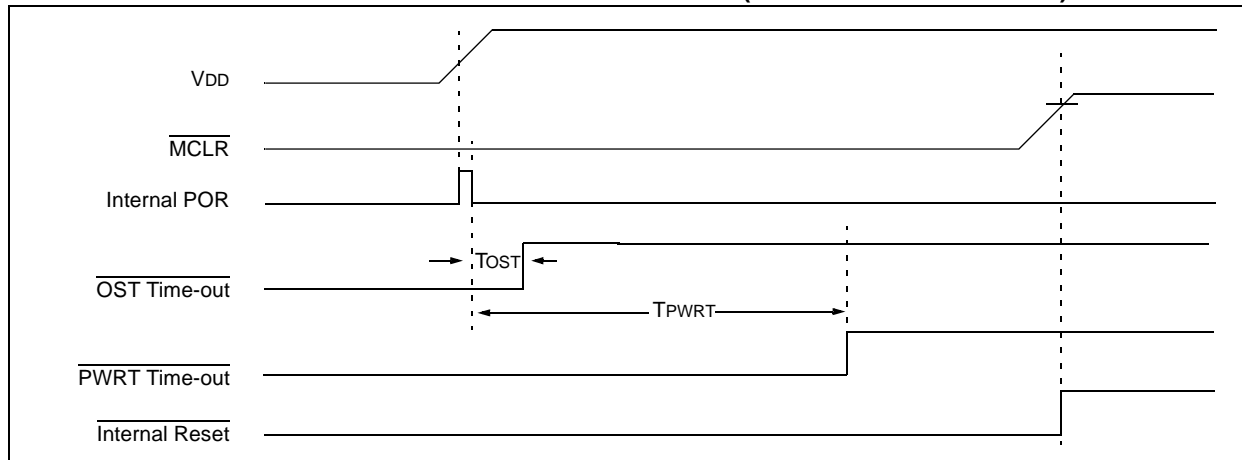 VDD
MCLR
Internal POR
TOST
OST Time-out
TPWRT
PWRT Time-out
Internal Reset